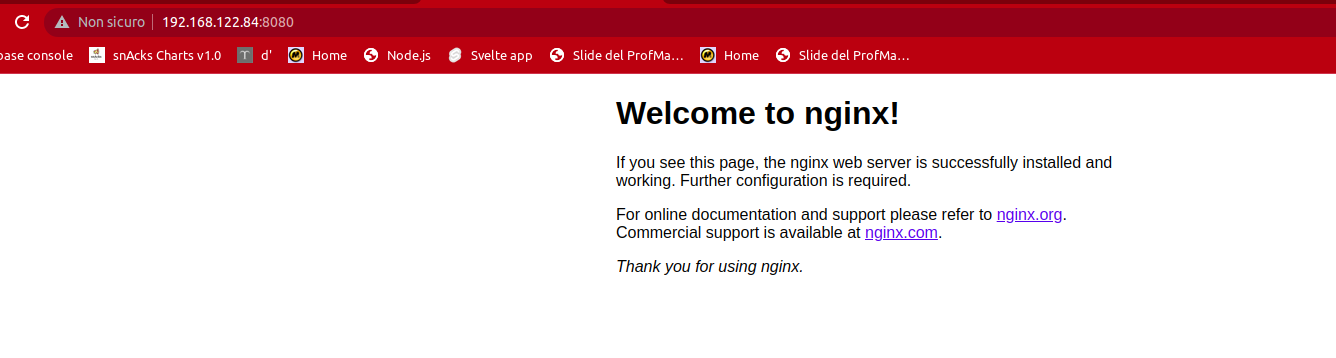 Non sicuro 192.168.122.84:8080
base console snAcks Charts v1.0 d' Home Node.js Svelte app Slide del ProfMa… Home Slide del ProfMa…
Welcome to nginx!
If you see this page, the nginx web server is successfully installed and
working. Further configuration is required.
For online documentation and support please refer to nginx.org.
Commercial support is available at nginx.com.
Thank you for using nginx.